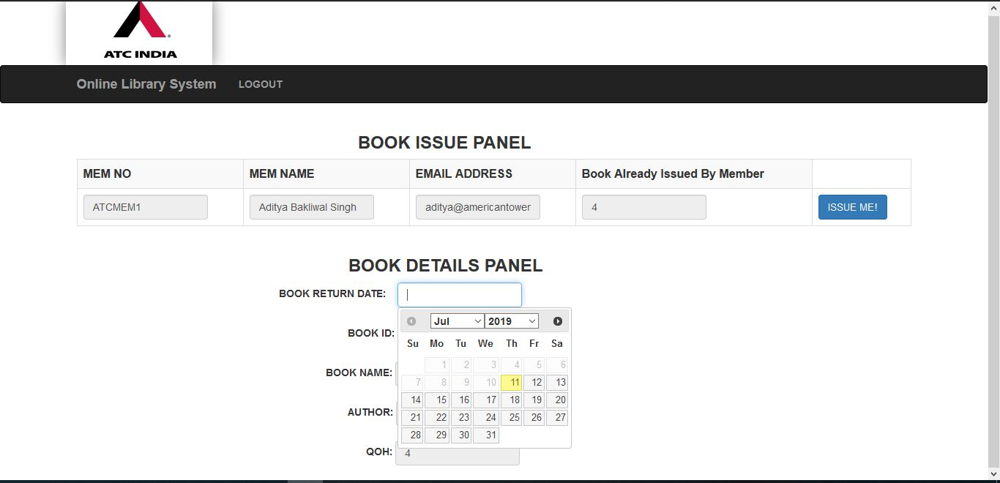 ATC INDIA
Online Library System LOGOUT
BOOK ISSUE PANEL
MEM NO MEM NAME EMAIL ADDRESS Book Already Issued By Member
ATCMEM1 Aditya Bakliwal Singh aditya@americantower 4 ISSUE ME!
BOOK DETAILS PANEL
BOOK RETURN DATE:
Jul 2019
BOOK ID:
Su Mo Tu We Th Fr Sa
1 2 3 4 5 6
BOOK NAME:
7 8 9 10 11 12 13
14 15 16 17 18 19 20
AUTHOR:
21 22 23 24 25 26 27
28 29 30 31
QOH: 4